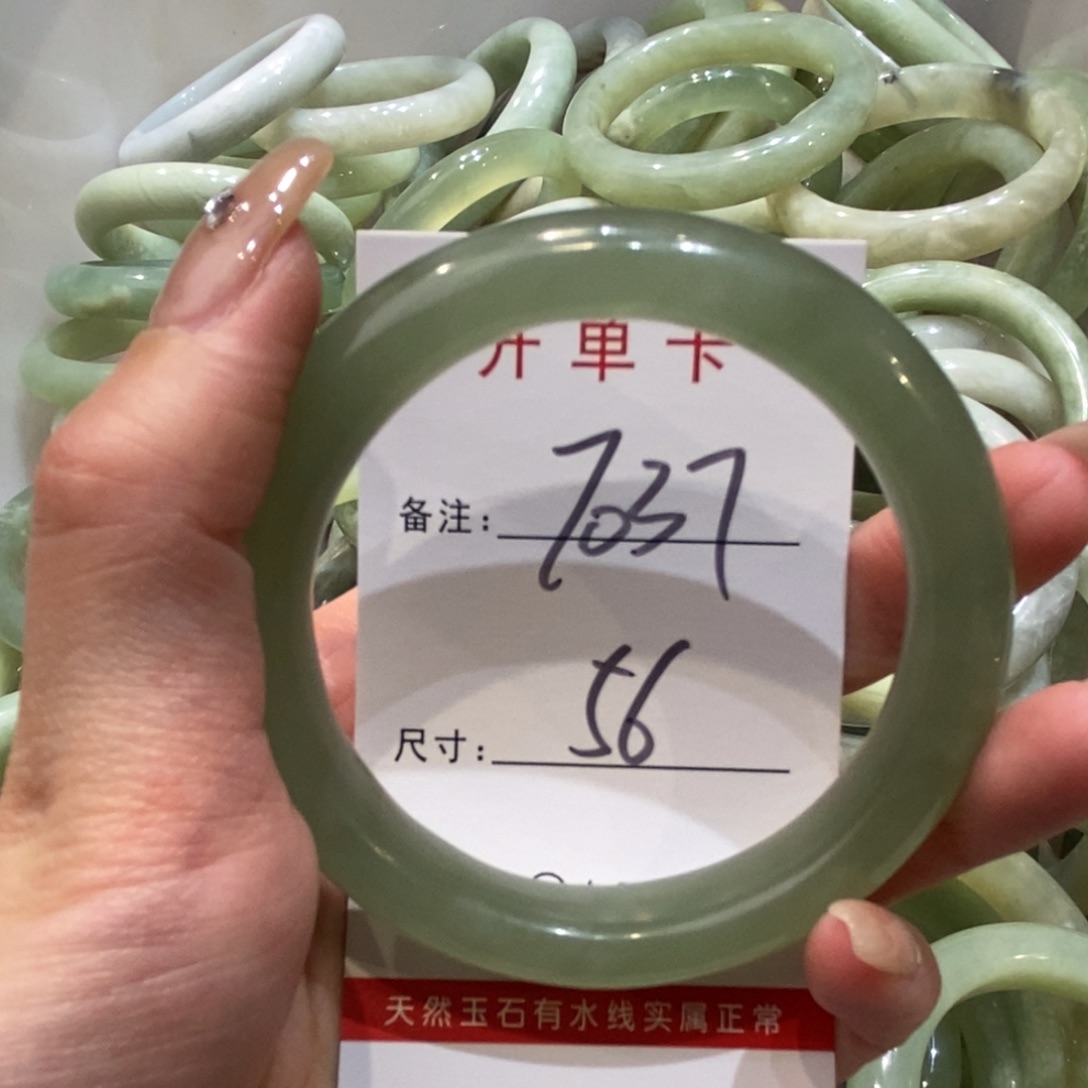 开单卡
备注: 7037
尺寸: 56
天然玉石有水线实属正常